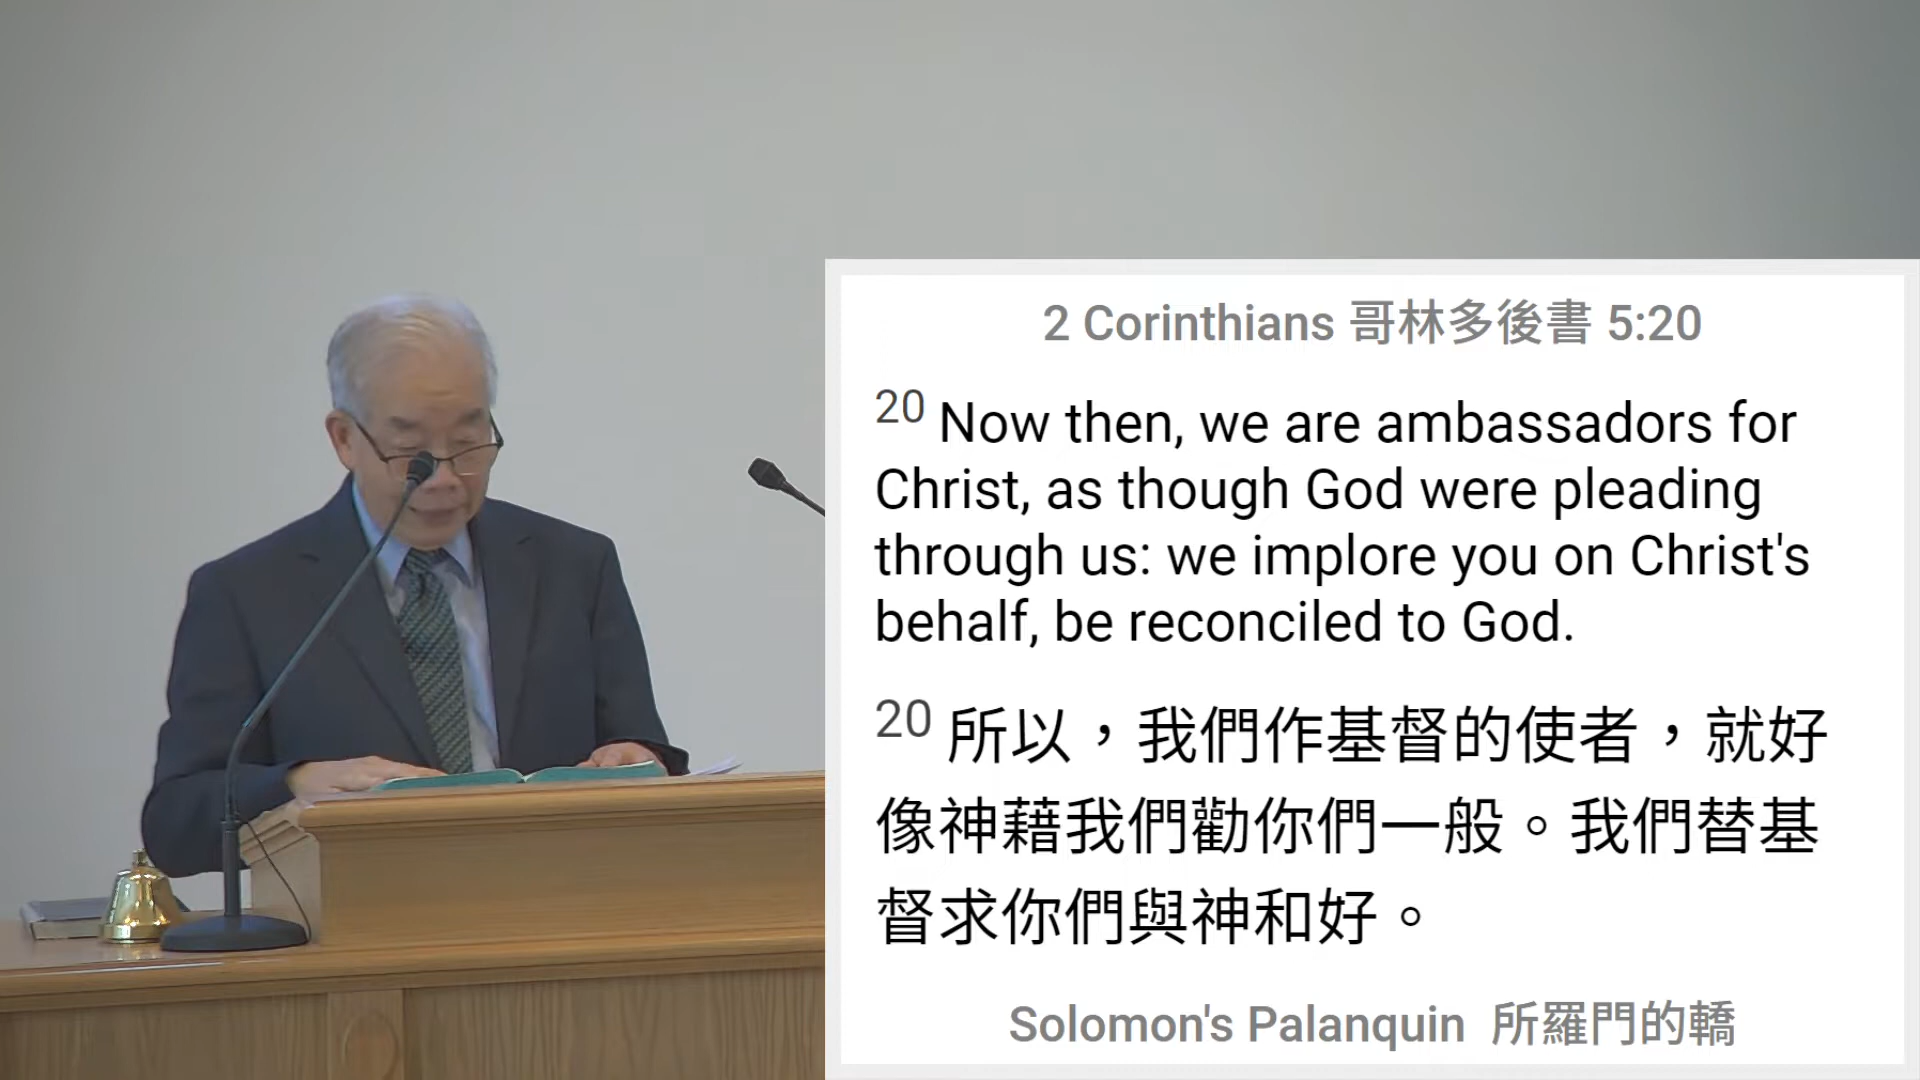 2 Corinthians 哥林多後書 5:20
20 Now then, we are ambassadors for
Christ, as though God were pleading
through us: we implore you on Christ's
behalf, be reconciled to God.
20 所以，我們作基督的使者，就好
像神藉我們勸你們一般。我們替基
督求你們與神和好。
Solomon's Palanquin 所羅門的轎